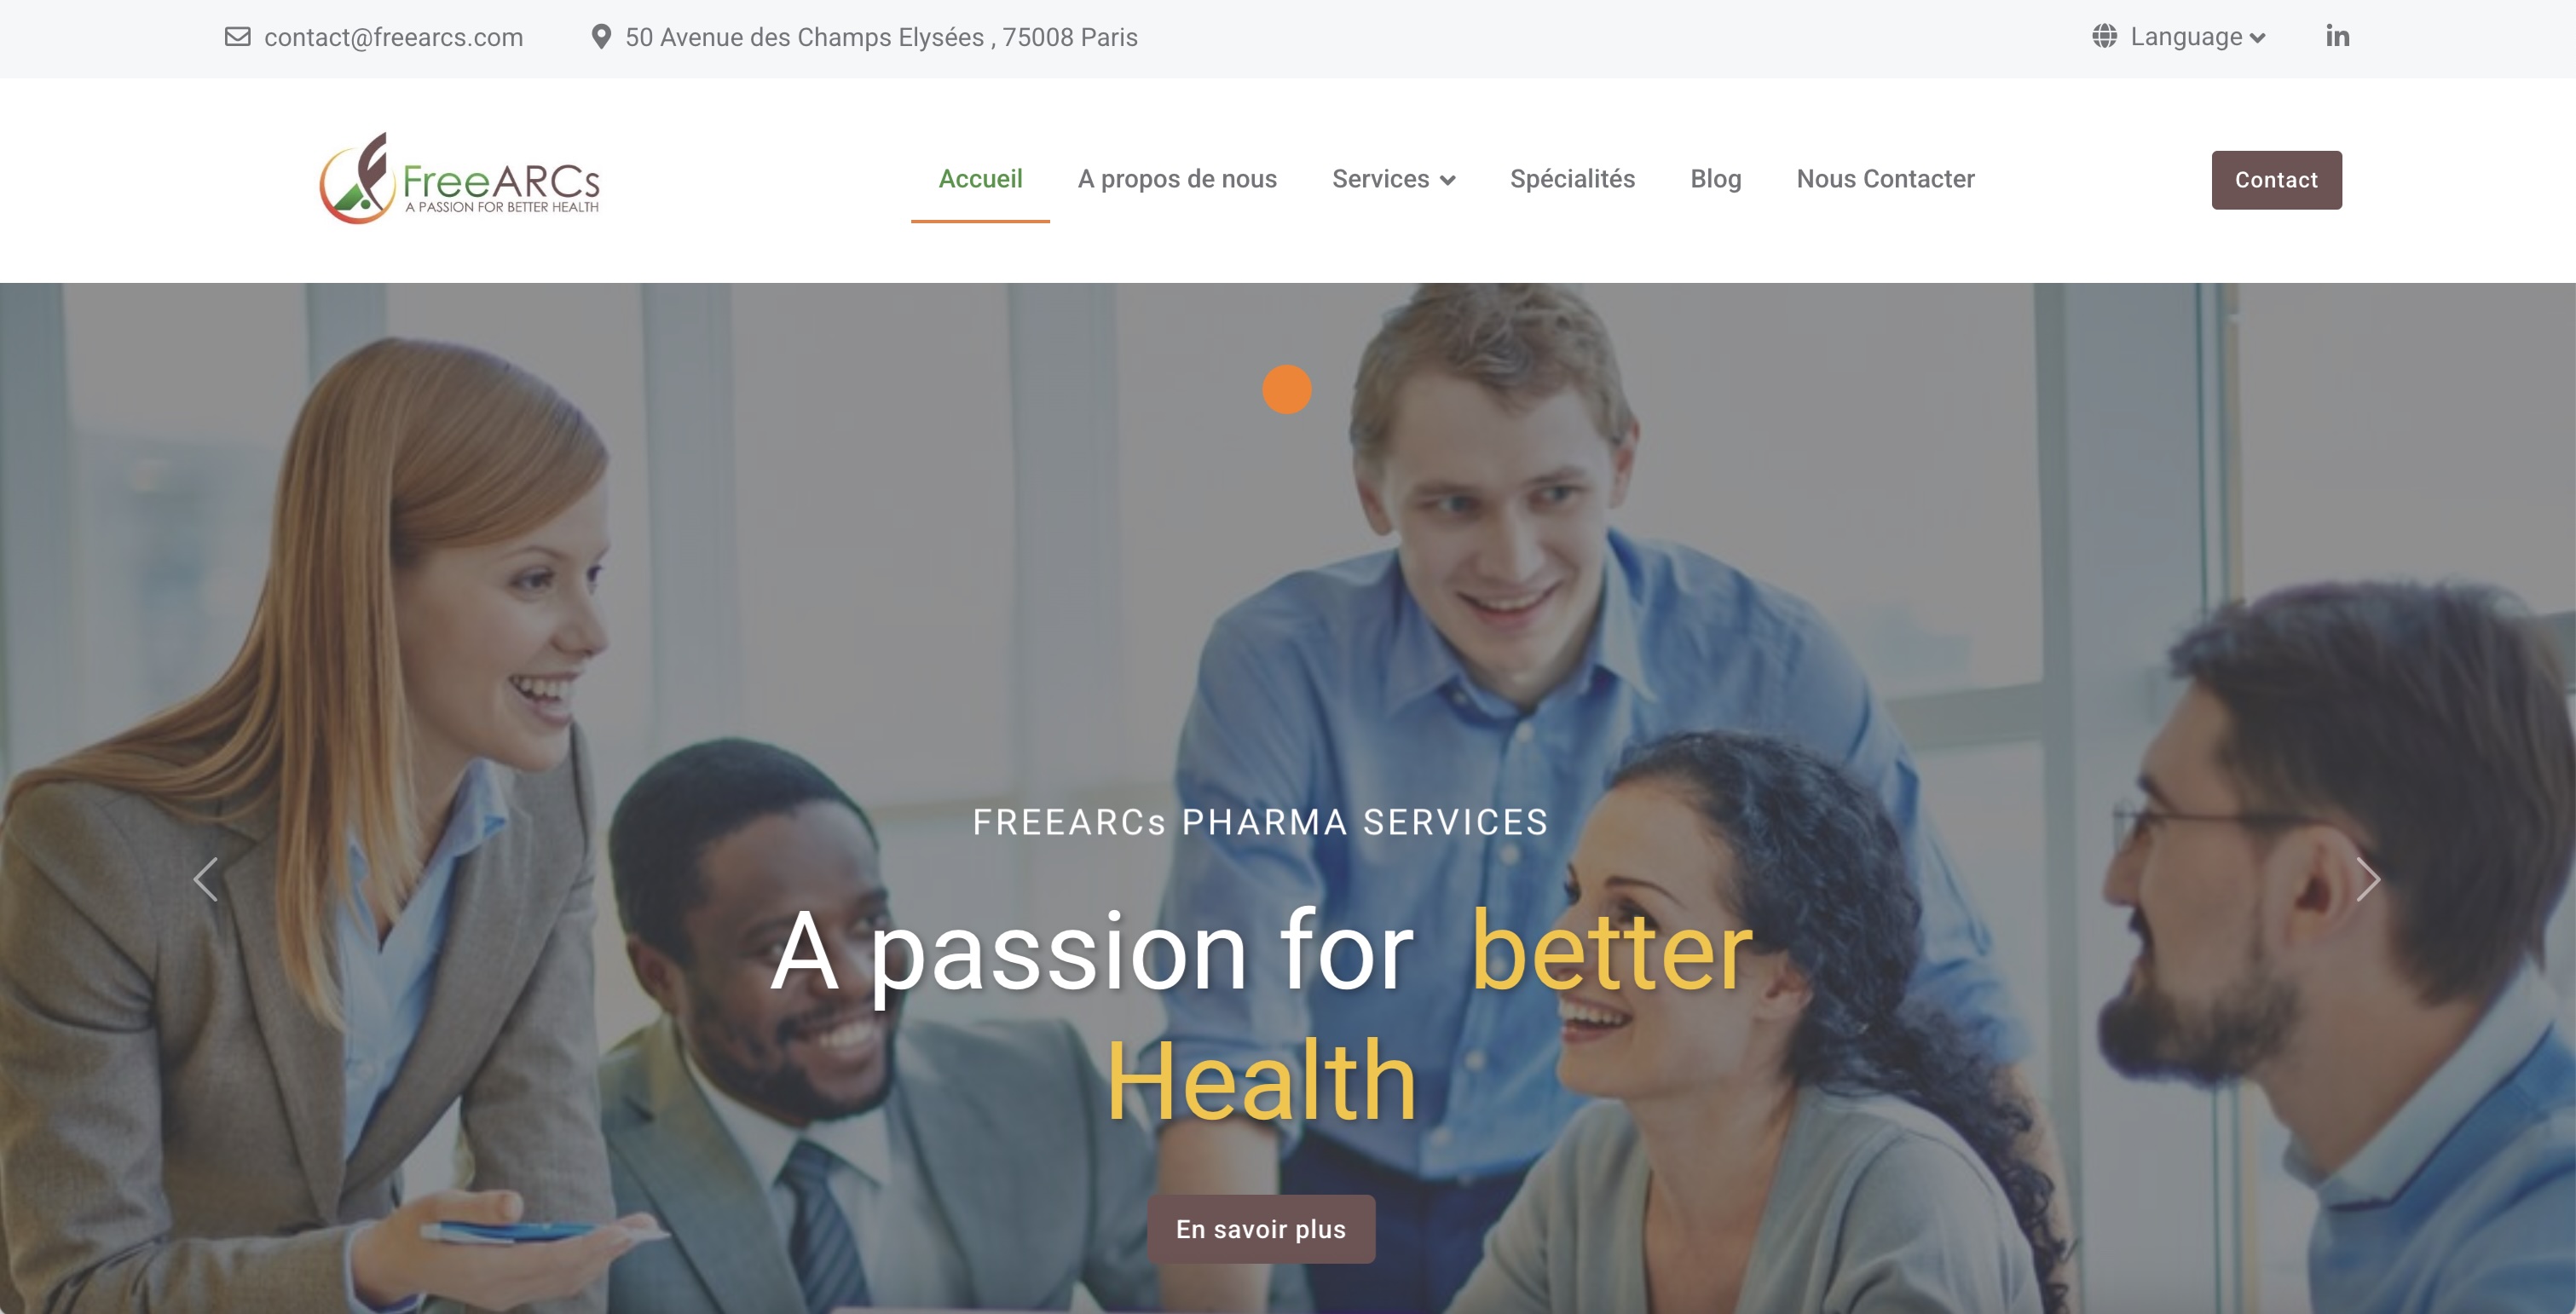 contact@freearcs.com
50 Avenue des Champs Elysées , 75008 Paris
Language
in
FreeARCs
A PASSION FOR BETTER HEALTH
Accueil
A propos de nous
Services
Spécialités
Blog
Nous Contacter
Contact
FREEARCs PHARMA SERVICES
A passion for better
Health
En savoir plus